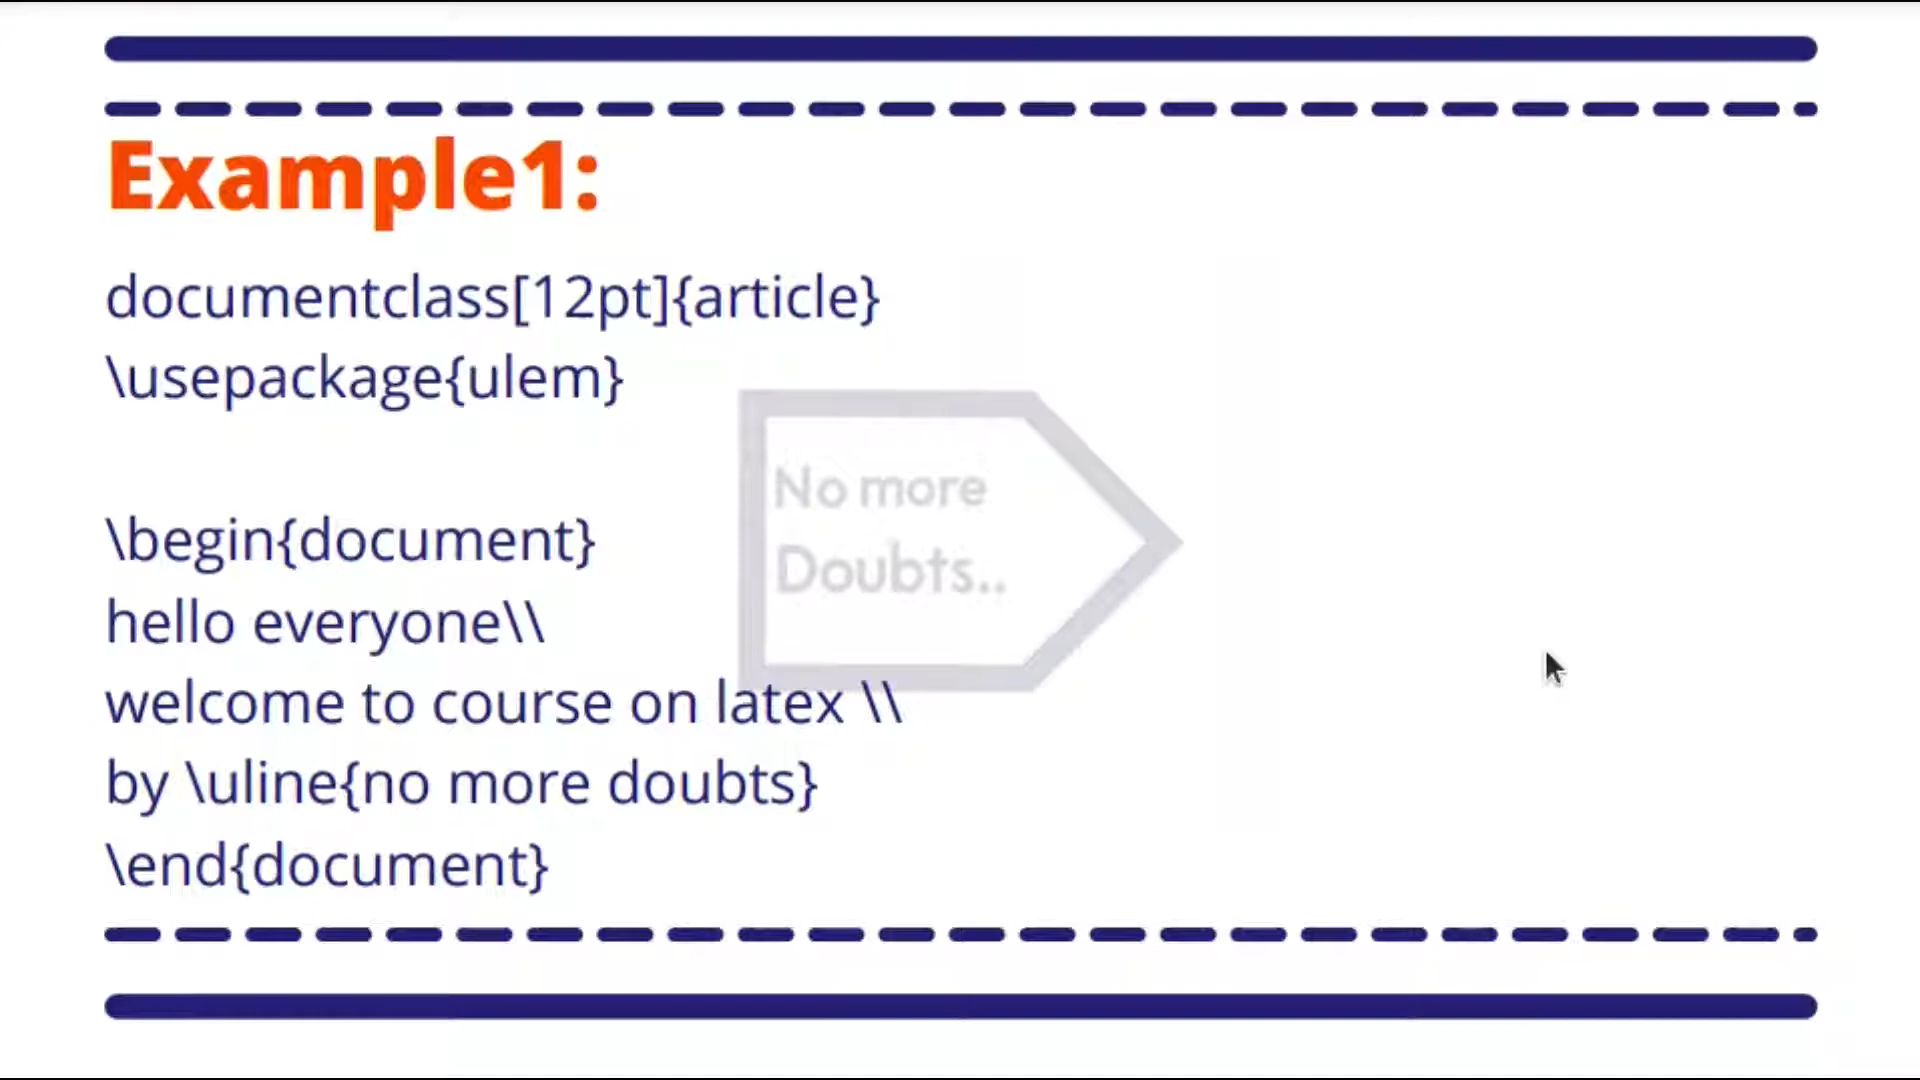 Example1:
documentclass[12pt]{article}
\usepackage{ulem}
No more
Doubts..
\begin{document}
hello everyone\\
welcome to course on latex \\
by \uline{no more doubts}
\end{document}